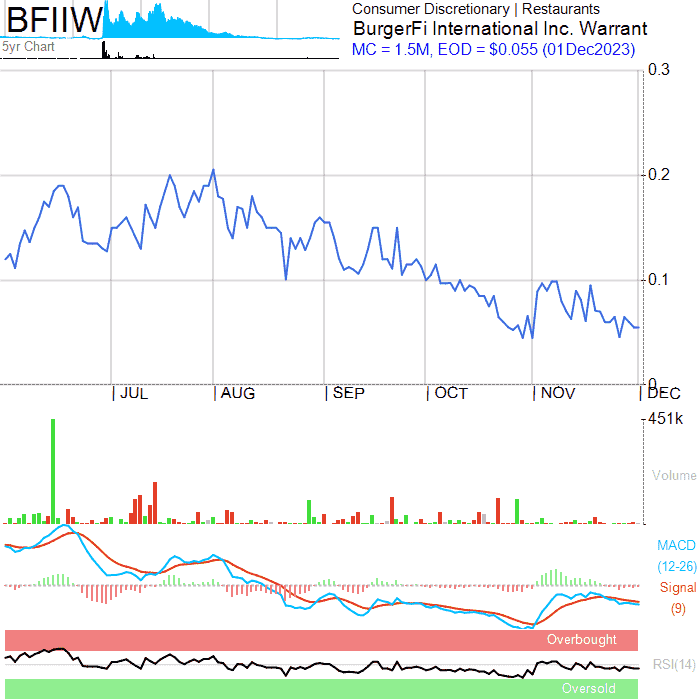 BFIIW
5yr Chart
Consumer Discretionary | Restaurants
BurgerFi International Inc. Warrant
MC = 1.5M, EOD = $0.055 (01Dec2023)
0.3
0.2
0.1
0
JUL
AUG
SEP
OCT
NOV
DEC
451k
Volume
MACD
(12-26)
Signal
(9)
Overbought
RSI(14)
Oversold